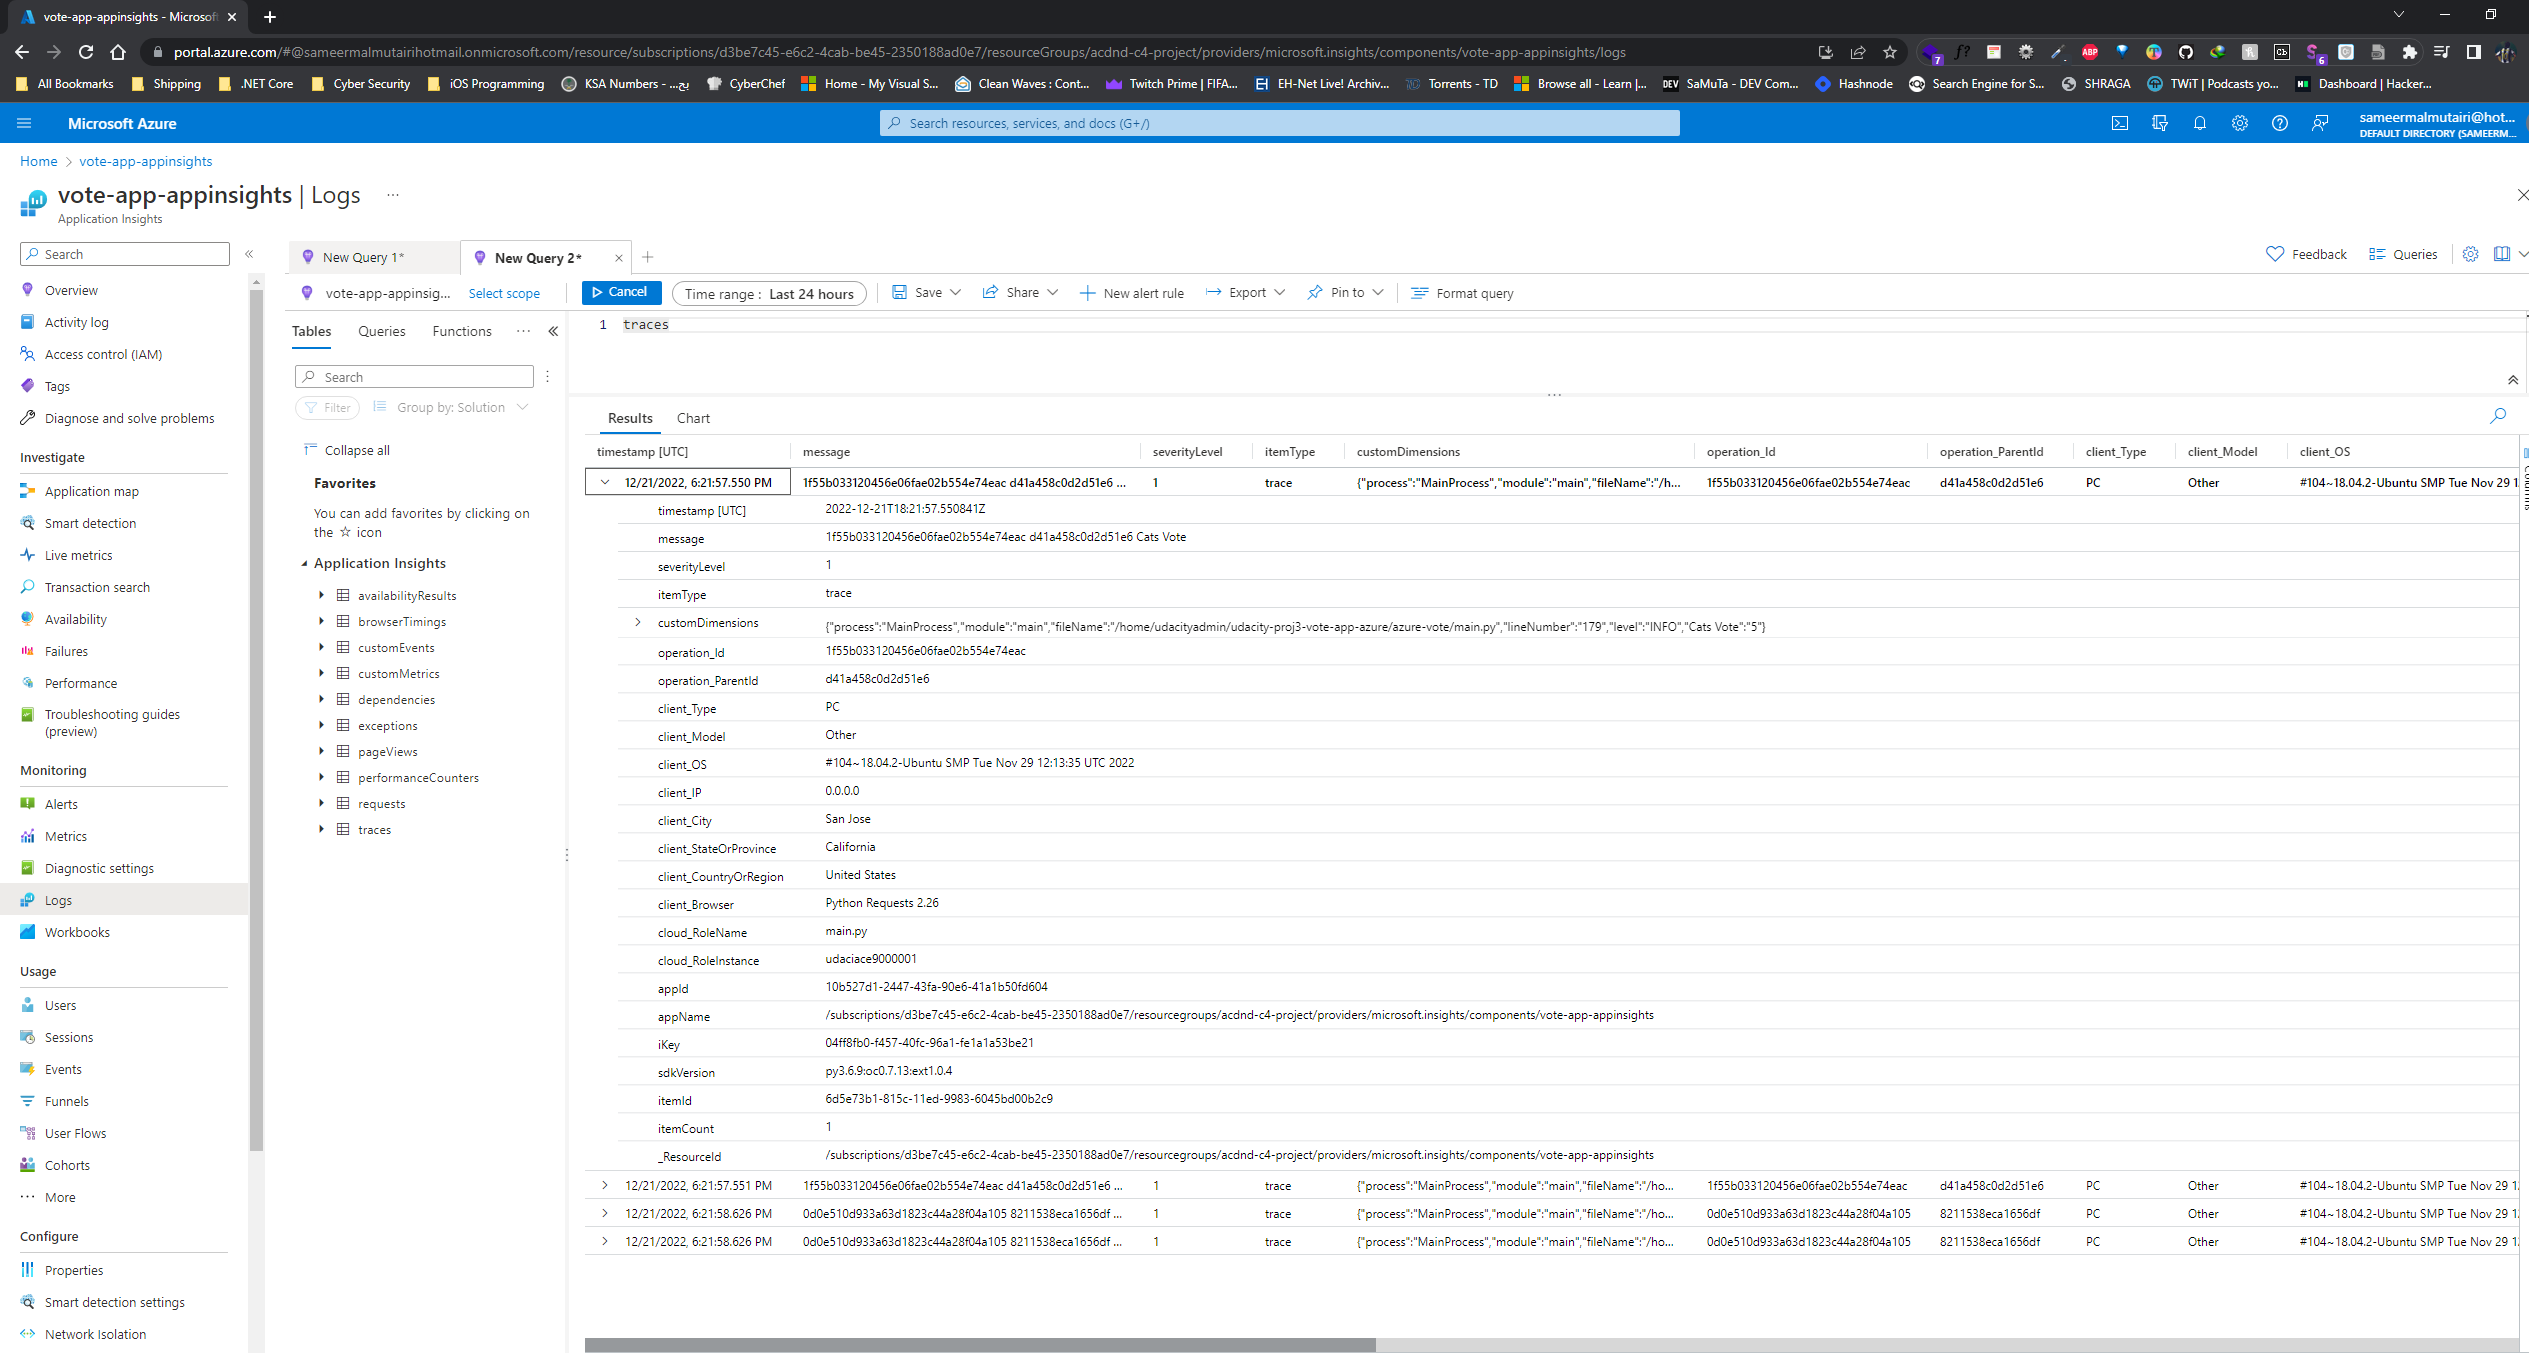 vote-app-appinsights - Microsof
portal.azure.com/#@sameermalmutairihotmail.onmicrosoft.com/resource/subscriptions/d3be7c45-e6c2-4cab-be45-2350188ad0e7/resourceGroups/acdnd-c4-project/providers/microsoft.insights/components/vote-app-appinsights/logs
All Bookmarks Shipping .NET Core Cyber Security iOS Programming KSA Numbers - ...يج CyberChef Home - My Visual S... Clean Waves : Cont... Twitch Prime | FIFA... EH-Net Live! Archiv... Torrents - TD Browse all - Learn |... SaMuTa - DEV Com... Hashnode Search Engine for S... SHRAGA TWiT | Podcasts yo... Dashboard | Hacker...
Microsoft Azure
Search resources, services, and docs (G+/)
sameermalmutairi@hot...
DEFAULT DIRECTORY (SAMEERM...
Home > vote-app-appinsights
vote-app-appinsights | Logs ...
Application Insights
Search
Overview
Activity log
Access control (IAM)
Tags
Diagnose and solve problems
Investigate
Application map
Smart detection
Live metrics
Transaction search
Availability
Failures
Performance
Troubleshooting guides
(preview)
Monitoring
Alerts
Metrics
Diagnostic settings
Logs
Workbooks
Usage
Users
Sessions
Events
Funnels
User Flows
Cohorts
More
Configure
Properties
Smart detection settings
Network Isolation
New Query 1*
New Query 2*
Feedback Queries
vote-app-appinsig... Select scope
Cancel Time range : Last 24 hours Save Share New alert rule Export Pin to Format query
Tables Queries Functions ...
Search
Filter Group by: Solution
Collapse all
Favorites
You can add favorites by clicking on
the ☆ icon
Application Insights
availabilityResults
browserTimings
customEvents
customMetrics
dependencies
exceptions
pageViews
performanceCounters
requests
traces
1 traces
Results Chart
Columns
timestamp [UTC] message severityLevel itemType customDimensions operation_Id operation_ParentId client_Type client_Model client_OS
12/21/2022, 6:21:57.550 PM 1f55b033120456e06fae02b554e74eac d41a458c0d2d51e6 ... 1 trace {"process":"MainProcess","module":"main","fileName":"/h... 1f55b033120456e06fae02b554e74eac d41a458c0d2d51e6 PC Other #104~18.04.2-Ubuntu SMP Tue Nov 29 12
timestamp [UTC] 2022-12-21T18:21:57.550841Z
message 1f55b033120456e06fae02b554e74eac d41a458c0d2d51e6 Cats Vote
severityLevel 1
itemType trace
customDimensions {"process":"MainProcess","module":"main","fileName":"/home/udacityadmin/udacity-proj3-vote-app-azure/azure-vote/main.py","lineNumber":"179","level":"INFO","Cats Vote":"5"}
operation_Id 1f55b033120456e06fae02b554e74eac
operation_ParentId d41a458c0d2d51e6
client_Type PC
client_Model Other
client_OS #104~18.04.2-Ubuntu SMP Tue Nov 29 12:13:35 UTC 2022
client_IP 0.0.0.0
client_City San Jose
client_StateOrProvince California
client_CountryOrRegion United States
client_Browser Python Requests 2.26
cloud_RoleName main.py
cloud_RoleInstance udaciace9000001
appId 10b527d1-2447-43fa-90e6-41a1b50fd604
appName /subscriptions/d3be7c45-e6c2-4cab-be45-2350188ad0e7/resourcegroups/acdnd-c4-project/providers/microsoft.insights/components/vote-app-appinsights
iKey 04ff8fb0-f457-40fc-96a1-fe1a1a53be21
sdkVersion py3.6.9:oc0.7.13:ext1.0.4
itemId 6d5e73b1-815c-11ed-9983-6045bd00b2c9
itemCount 1
_ResourceId /subscriptions/d3be7c45-e6c2-4cab-be45-2350188ad0e7/resourcegroups/acdnd-c4-project/providers/microsoft.insights/components/vote-app-appinsights
12/21/2022, 6:21:57.551 PM 1f55b033120456e06fae02b554e74eac d41a458c0d2d51e6 ... 1 trace {"process":"MainProcess","module":"main","fileName":"/ho... 1f55b033120456e06fae02b554e74eac d41a458c0d2d51e6 PC Other #104~18.04.2-Ubuntu SMP Tue Nov 29 12
12/21/2022, 6:21:58.626 PM 0d0e510d933a63d1823c44a28f04a105 8211538eca1656df ... 1 trace {"process":"MainProcess","module":"main","fileName":"/ho... 0d0e510d933a63d1823c44a28f04a105 8211538eca1656df PC Other #104~18.04.2-Ubuntu SMP Tue Nov 29 12
12/21/2022, 6:21:58.626 PM 0d0e510d933a63d1823c44a28f04a105 8211538eca1656df ... 1 trace {"process":"MainProcess","module":"main","fileName":"/ho... 0d0e510d933a63d1823c44a28f04a105 8211538eca1656df PC Other #104~18.04.2-Ubuntu SMP Tue Nov 29 12